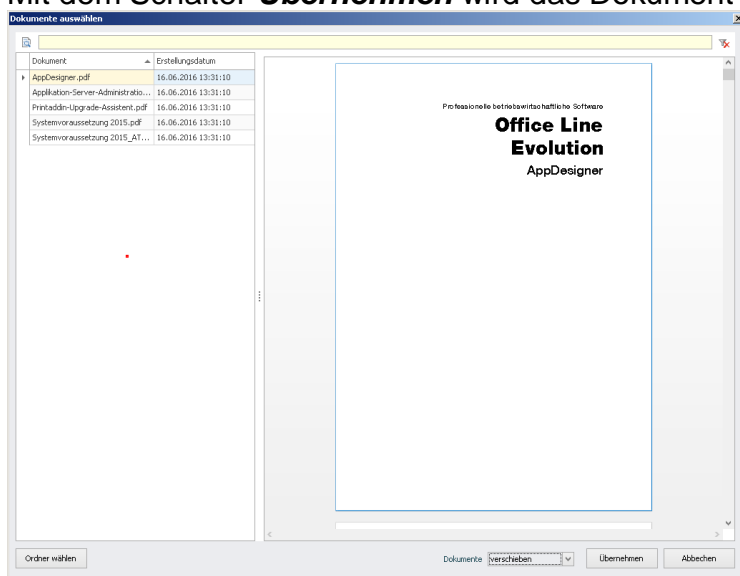 Mit dem Schalter Übernehmen wird das Dokument
Dokumente auswählen
Dokument Erstellungsdatum
AppDesigner.pdf 16.06.2016 13:31:10
Applikation-Server-Administratio... 16.06.2016 13:31:10
Printaddin-Upgrade-Assistent.pdf 16.06.2016 13:31:10
Systemvoraussetzung 2015.pdf 16.06.2016 13:31:10
Systemvoraussetzung 2015_AT... 16.06.2016 13:31:10
Professionelle betriebswirtschaftliche Software
Office Line
Evolution
AppDesigner
Ordner wählen Dokumente verschieben Übernehmen Abbechen